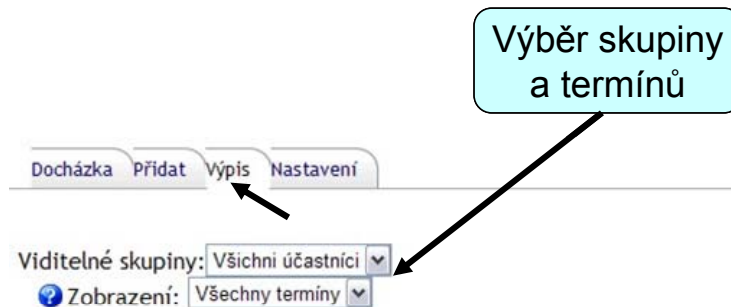 Výběr skupiny
a termínů
Docházka Přidat Výpis Nastavení
Viditelné skupiny: Všichni účastníci
Zobrazení: Všechny termíny